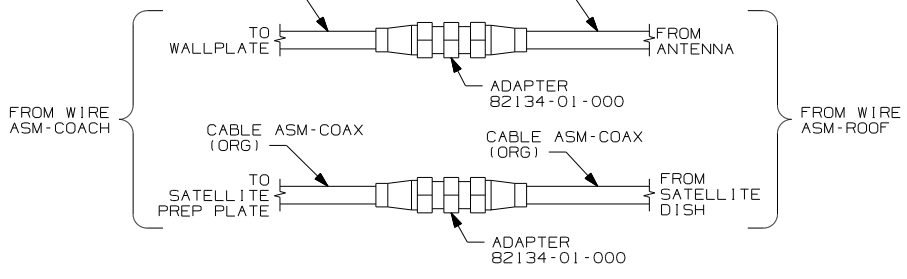 TO
WALLPLATE
FROM
ANTENNA
ADAPTER
82134-01-000
FROM WIRE
ASM-COACH
FROM WIRE
ASM-ROOF
CABLE ASM-COAX
(ORG)
CABLE ASM-COAX
(ORG)
TO
SATELLITE
PREP PLATE
FROM
SATELLITE
DISH
ADAPTER
82134-01-000